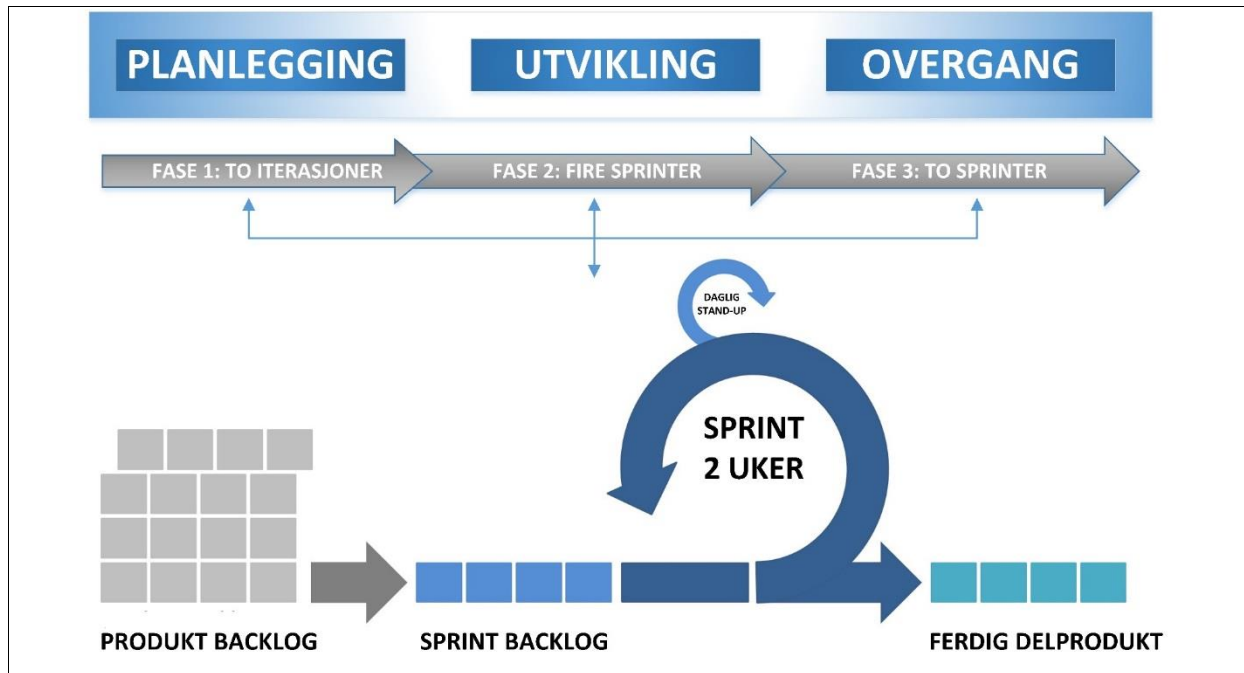 PLANLEGGING
UTVIKLING
OVERGANG
FASE 1: TO ITERASJONER
FASE 2: FIRE SPRINTER
FASE 3: TO SPRINTER
DAGLIG
STAND-UP
SPRINT
2 UKER
PRODUKT BACKLOG
SPRINT BACKLOG
FERDIG DELPRODUKT